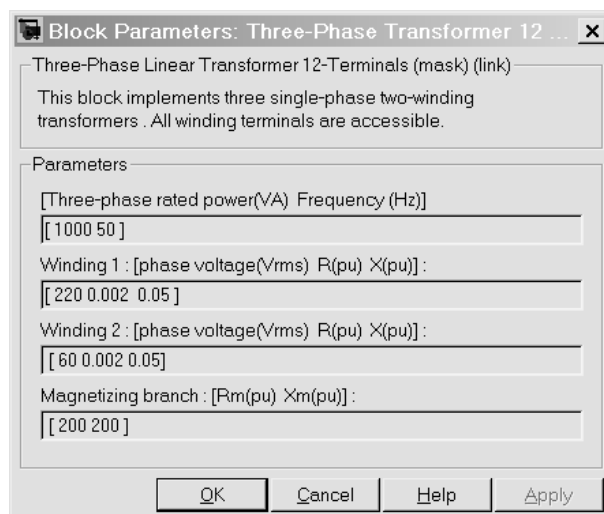 Block Parameters: Three-Phase Transformer 12 ...
Three-Phase Linear Transformer 12-Terminals (mask) (link)
This block implements three single-phase two-winding
transformers . All winding terminals are accessible.
Parameters
[Three-phase rated power(VA) Frequency (Hz)]
[ 1000 50 ]
Winding 1 : [phase voltage(Vrms) R(pu) X(pu)] :
[ 220 0.002 0.05 ]
Winding 2 : [phase voltage(Vrms) R(pu) X(pu)] :
[ 60 0.002 0.05]
Magnetizing branch : [Rm(pu) Xm(pu)] :
[ 200 200 ]
OK Cancel Help Apply